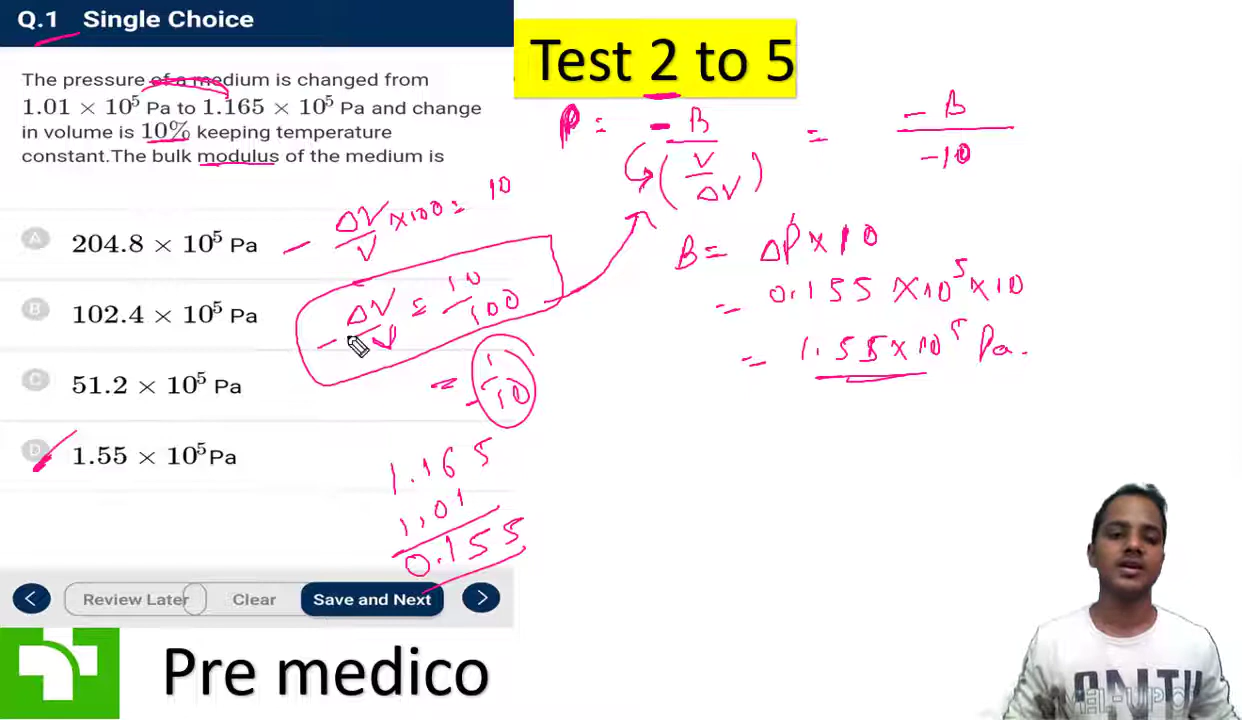 Q.1 Single Choice
The pressure of a medium is changed from
1.01 × 10⁵ Pa to 1.165 × 10⁵ Pa and change
in volume is 10% keeping temperature
constant.The bulk modulus of the medium is
A 204.8 × 10⁵ Pa
B 102.4 × 10⁵ Pa
C 51.2 × 10⁵ Pa
D 1.55 × 10⁵Pa
- ΔV/V × 100 = 10
- ΔV/V = 10/100
= 1/10
1.165
1.01
0.155
Review Later Clear Save and Next
Pre medico
Test 2 to 5
P = - B/(V/ΔV) = -B/-10
B = ΔP × 10
= 0.155 × 10⁵ × 10
= 1.55 × 10⁵ Pa.